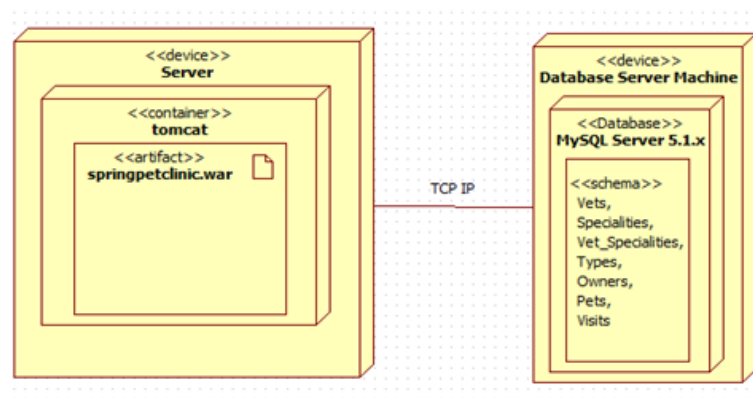 <<device>>
Server
<<container>>
tomcat
<<artifact>>
springpetclinic.war
TCP IP
<<device>>
Database Server Machine
<<Database>>
MySQL Server 5.1.x
<<schema>>
Vets,
Specialities,
Vet_Specialities,
Types,
Owners,
Pets,
Visits